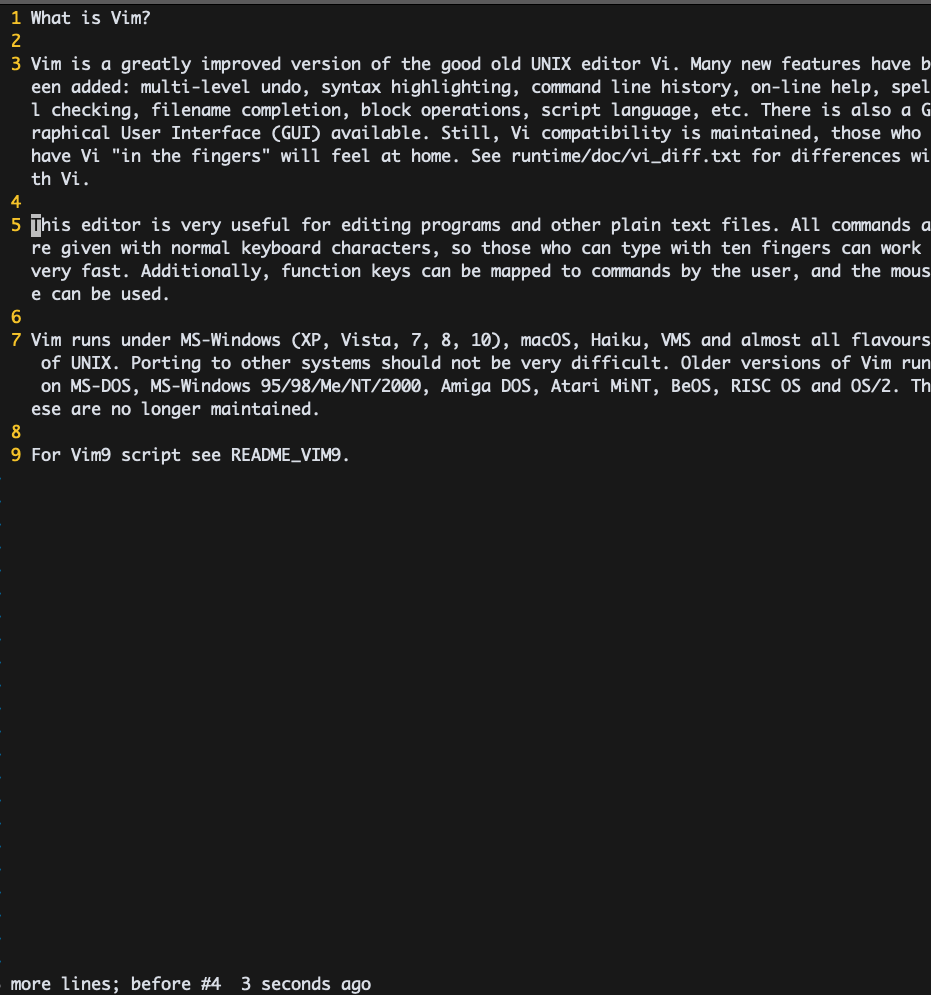 1 What is Vim?
2
3 Vim is a greatly improved version of the good old UNIX editor Vi. Many new features have b
een added: multi-level undo, syntax highlighting, command line history, on-line help, spel
l checking, filename completion, block operations, script language, etc. There is also a G
raphical User Interface (GUI) available. Still, Vi compatibility is maintained, those who
have Vi "in the fingers" will feel at home. See runtime/doc/vi_diff.txt for differences wi
th Vi.
4
5 This editor is very useful for editing programs and other plain text files. All commands a
re given with normal keyboard characters, so those who can type with ten fingers can work
very fast. Additionally, function keys can be mapped to commands by the user, and the mous
e can be used.
6
7 Vim runs under MS-Windows (XP, Vista, 7, 8, 10), macOS, Haiku, VMS and almost all flavours
of UNIX. Porting to other systems should not be very difficult. Older versions of Vim run
on MS-DOS, MS-Windows 95/98/Me/NT/2000, Amiga DOS, Atari MiNT, BeOS, RISC OS and OS/2. Th
ese are no longer maintained.
8
9 For Vim9 script see README_VIM9.
more lines; before #4  3 seconds ago